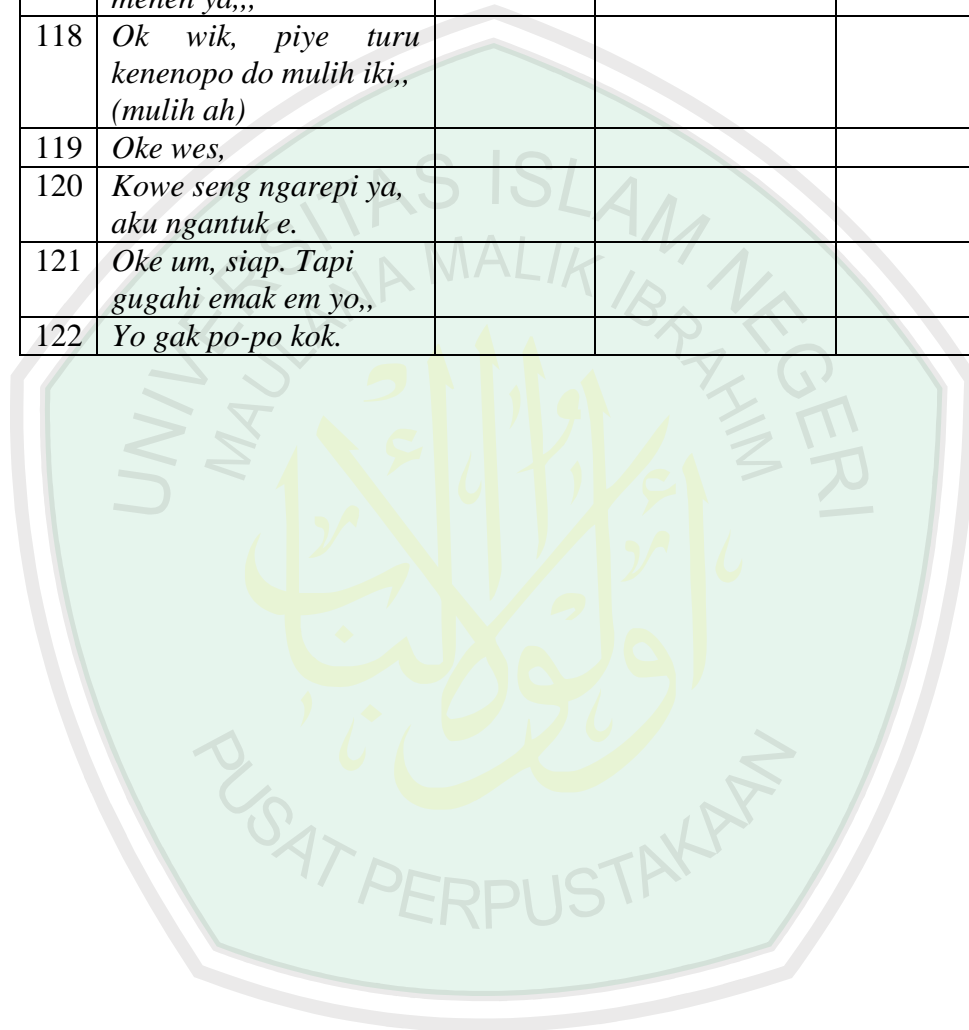 meneh ya,,,
118 Ok wik, piye turu
kenenopo do mulih iki,,
(mulih ah)
119 Oke wes,
120 Kowe seng ngarepi ya,
aku ngantuk e.
121 Oke um, siap. Tapi
gugahi emak em yo,,
122 Yo gak po-po kok.
UNIVERSITAS ISLAM NEGERI
MAULANA MALIK IBRAHIM
PUSAT PERPUSTAKAAN